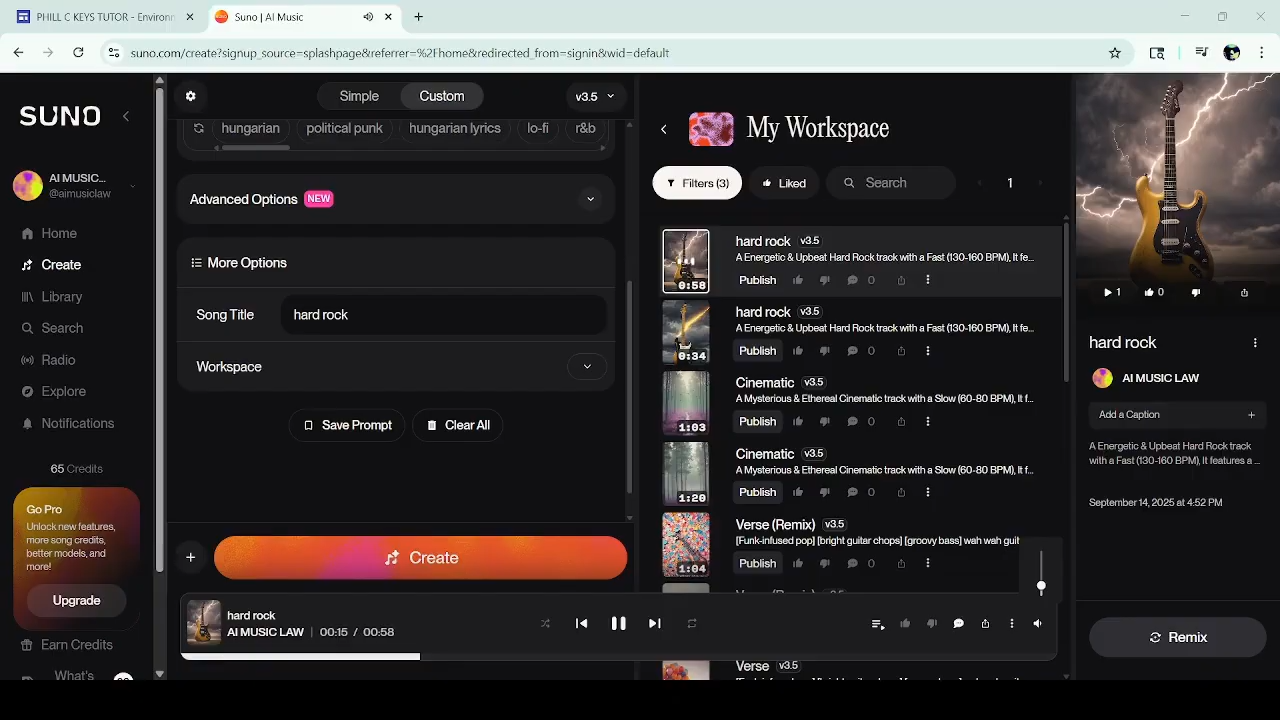 PHILL C KEYS TUTOR - Environ
Suno | AI Music
suno.com/create?signup_source=splashpage&referrer=%2Fhome&redirected_from=signin&wid=default
SUNO
AI MUSIC...
@aimusiclaw
Home
Create
Library
Search
Radio
Explore
Notifications
65 Credits
Go Pro
Unlock new features,
more song credits,
better models, and
more!
Upgrade
Earn Credits
What's
Simple
Custom
v3.5
hungarian
political punk
hungarian lyrics
lo-fi
r&b
Advanced Options NEW
More Options
Song Title
hard rock
Workspace
Save Prompt
Clear All
Create
My Workspace
Filters (3)
Liked
Search
1
hard rock v3.5
A Energetic & Upbeat Hard Rock track with a Fast (130-160 BPM), It fe...
Publish 0
0:58
hard rock v3.5
A Energetic & Upbeat Hard Rock track with a Fast (130-160 BPM), It fe...
Publish 0
0:34
Cinematic v3.5
A Mysterious & Ethereal Cinematic track with a Slow (60-80 BPM), It f...
Publish 0
1:03
Cinematic v3.5
A Mysterious & Ethereal Cinematic track with a Slow (60-80 BPM), It f...
Publish 0
1:20
Verse (Remix) v3.5
[Funk-infused pop] [bright guitar chops] [groovy bass] wah wah guit
Publish 0
1:04
Verse v3.5
1 0
hard rock
AI MUSIC LAW
Add a Caption +
A Energetic & Upbeat Hard Rock track
with a Fast (130-160 BPM), It features a ...
September 14, 2025 at 4:52 PM
Remix
hard rock
AI MUSIC LAW | 00:15 / 00:58